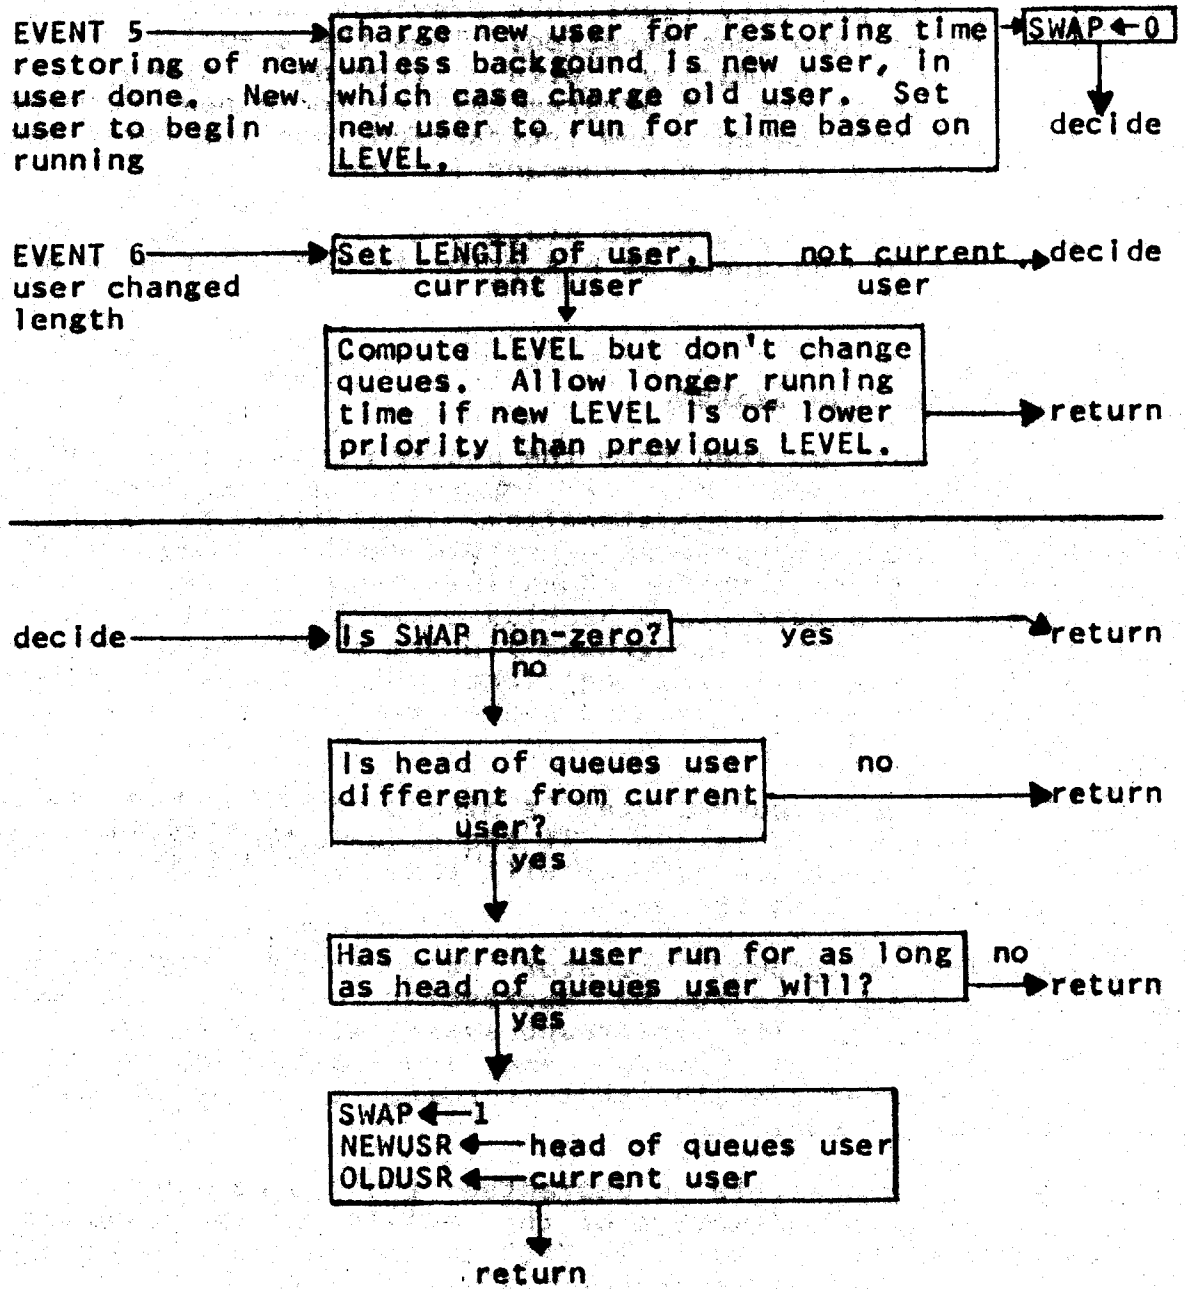 EVENT 5
restoring of new
user done. New
user to begin
running
charge new user for restoring time
unless backgound is new user, in
which case charge old user. Set
new user to run for time based on
LEVEL.
SWAP←0
decide
EVENT 6
user changed
length
Set LENGTH of user.
current user
not current
user
decide
Compute LEVEL but don't change
queues. Allow longer running
time if new LEVEL is of lower
priority than previous LEVEL.
return
decide
Is SWAP non-zero?
yes
return
no
Is head of queues user
different from current
user?
no
return
yes
Has current user run for as long
as head of queues user will?
no
return
yes
SWAP←1
NEWUSR←head of queues user
OLDUSR←current user
return